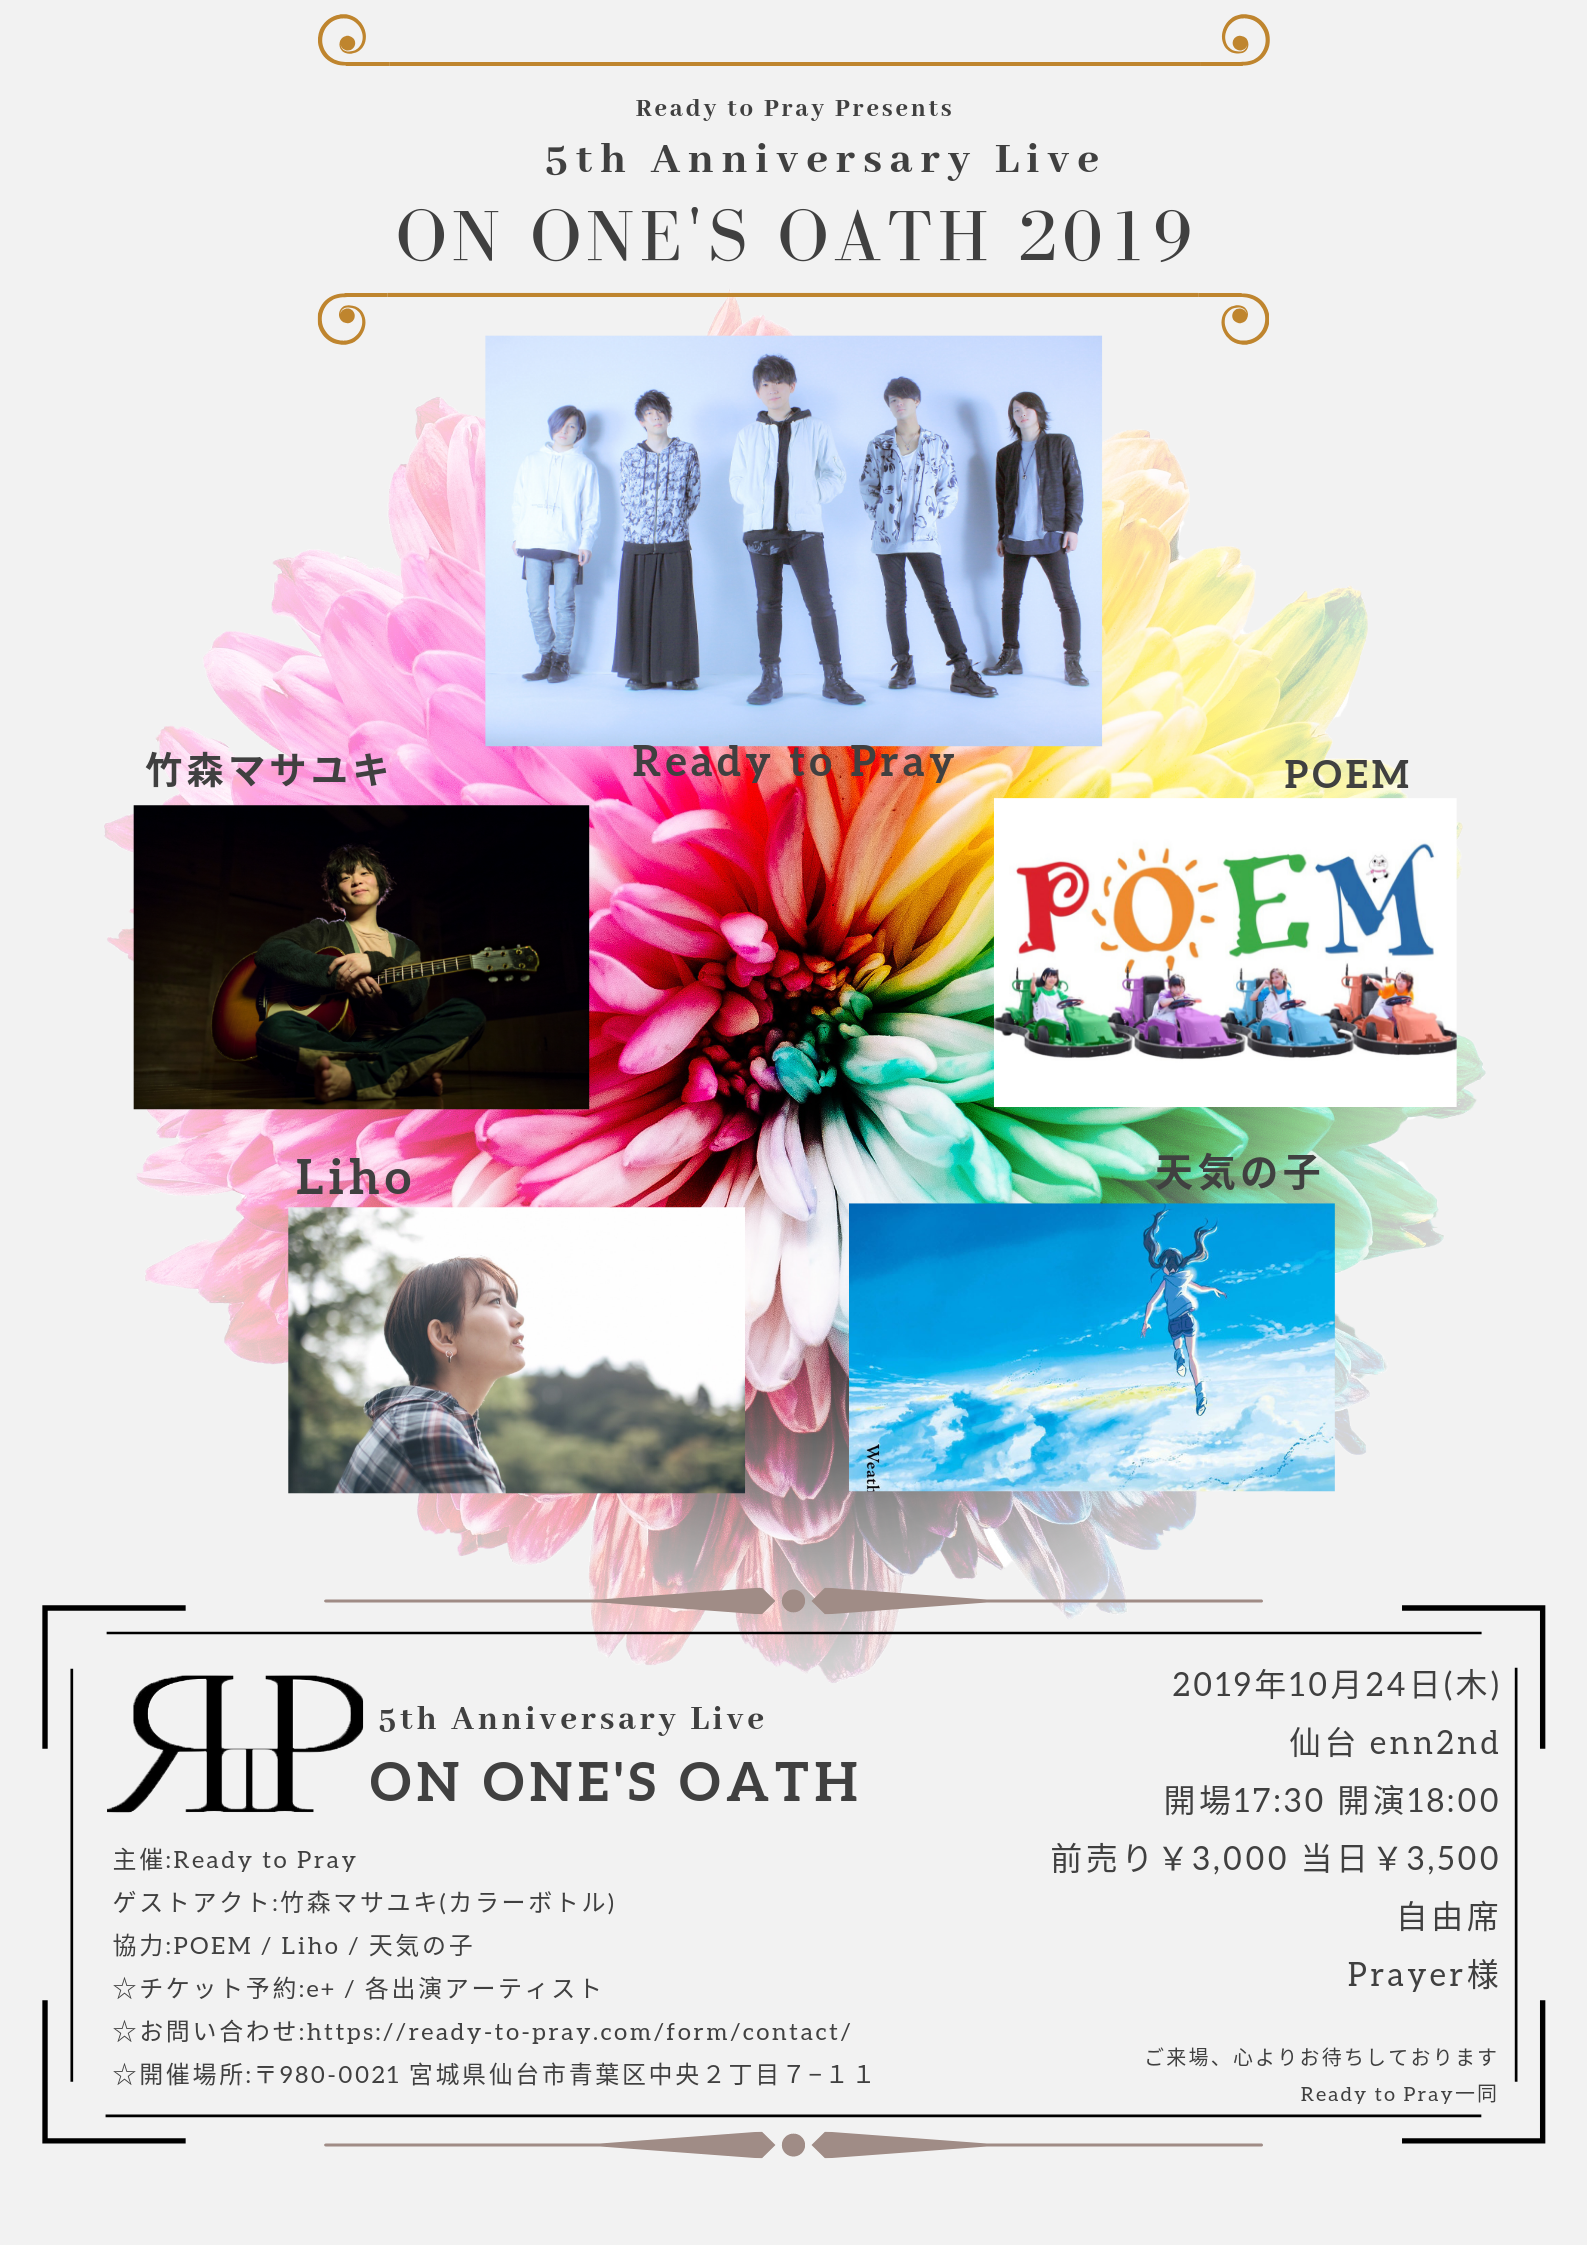 Ready to Pray Presents
5th Anniversary Live
ON ONE'S OATH 2019
Ready to Pray
竹森マサユキ
POEM
POEM
Liho
天気の子
Weath
RtP
5th Anniversary Live
ON ONE'S OATH
主催:Ready to Pray
ゲストアクト:竹森マサユキ(カラーボトル)
協力:POEM / Liho / 天気の子
☆チケット予約:e+ / 各出演アーティスト
☆お問い合わせ:https://ready-to-pray.com/form/contact/
☆開催場所:〒980-0021 宮城県仙台市青葉区中央２丁目７−１１
2019年10月24日(木)
仙台 enn2nd
開場17:30 開演18:00
前売り￥3,000 当日￥3,500
自由席
Prayer様
ご来場、心よりお待ちしております
Ready to Pray一同